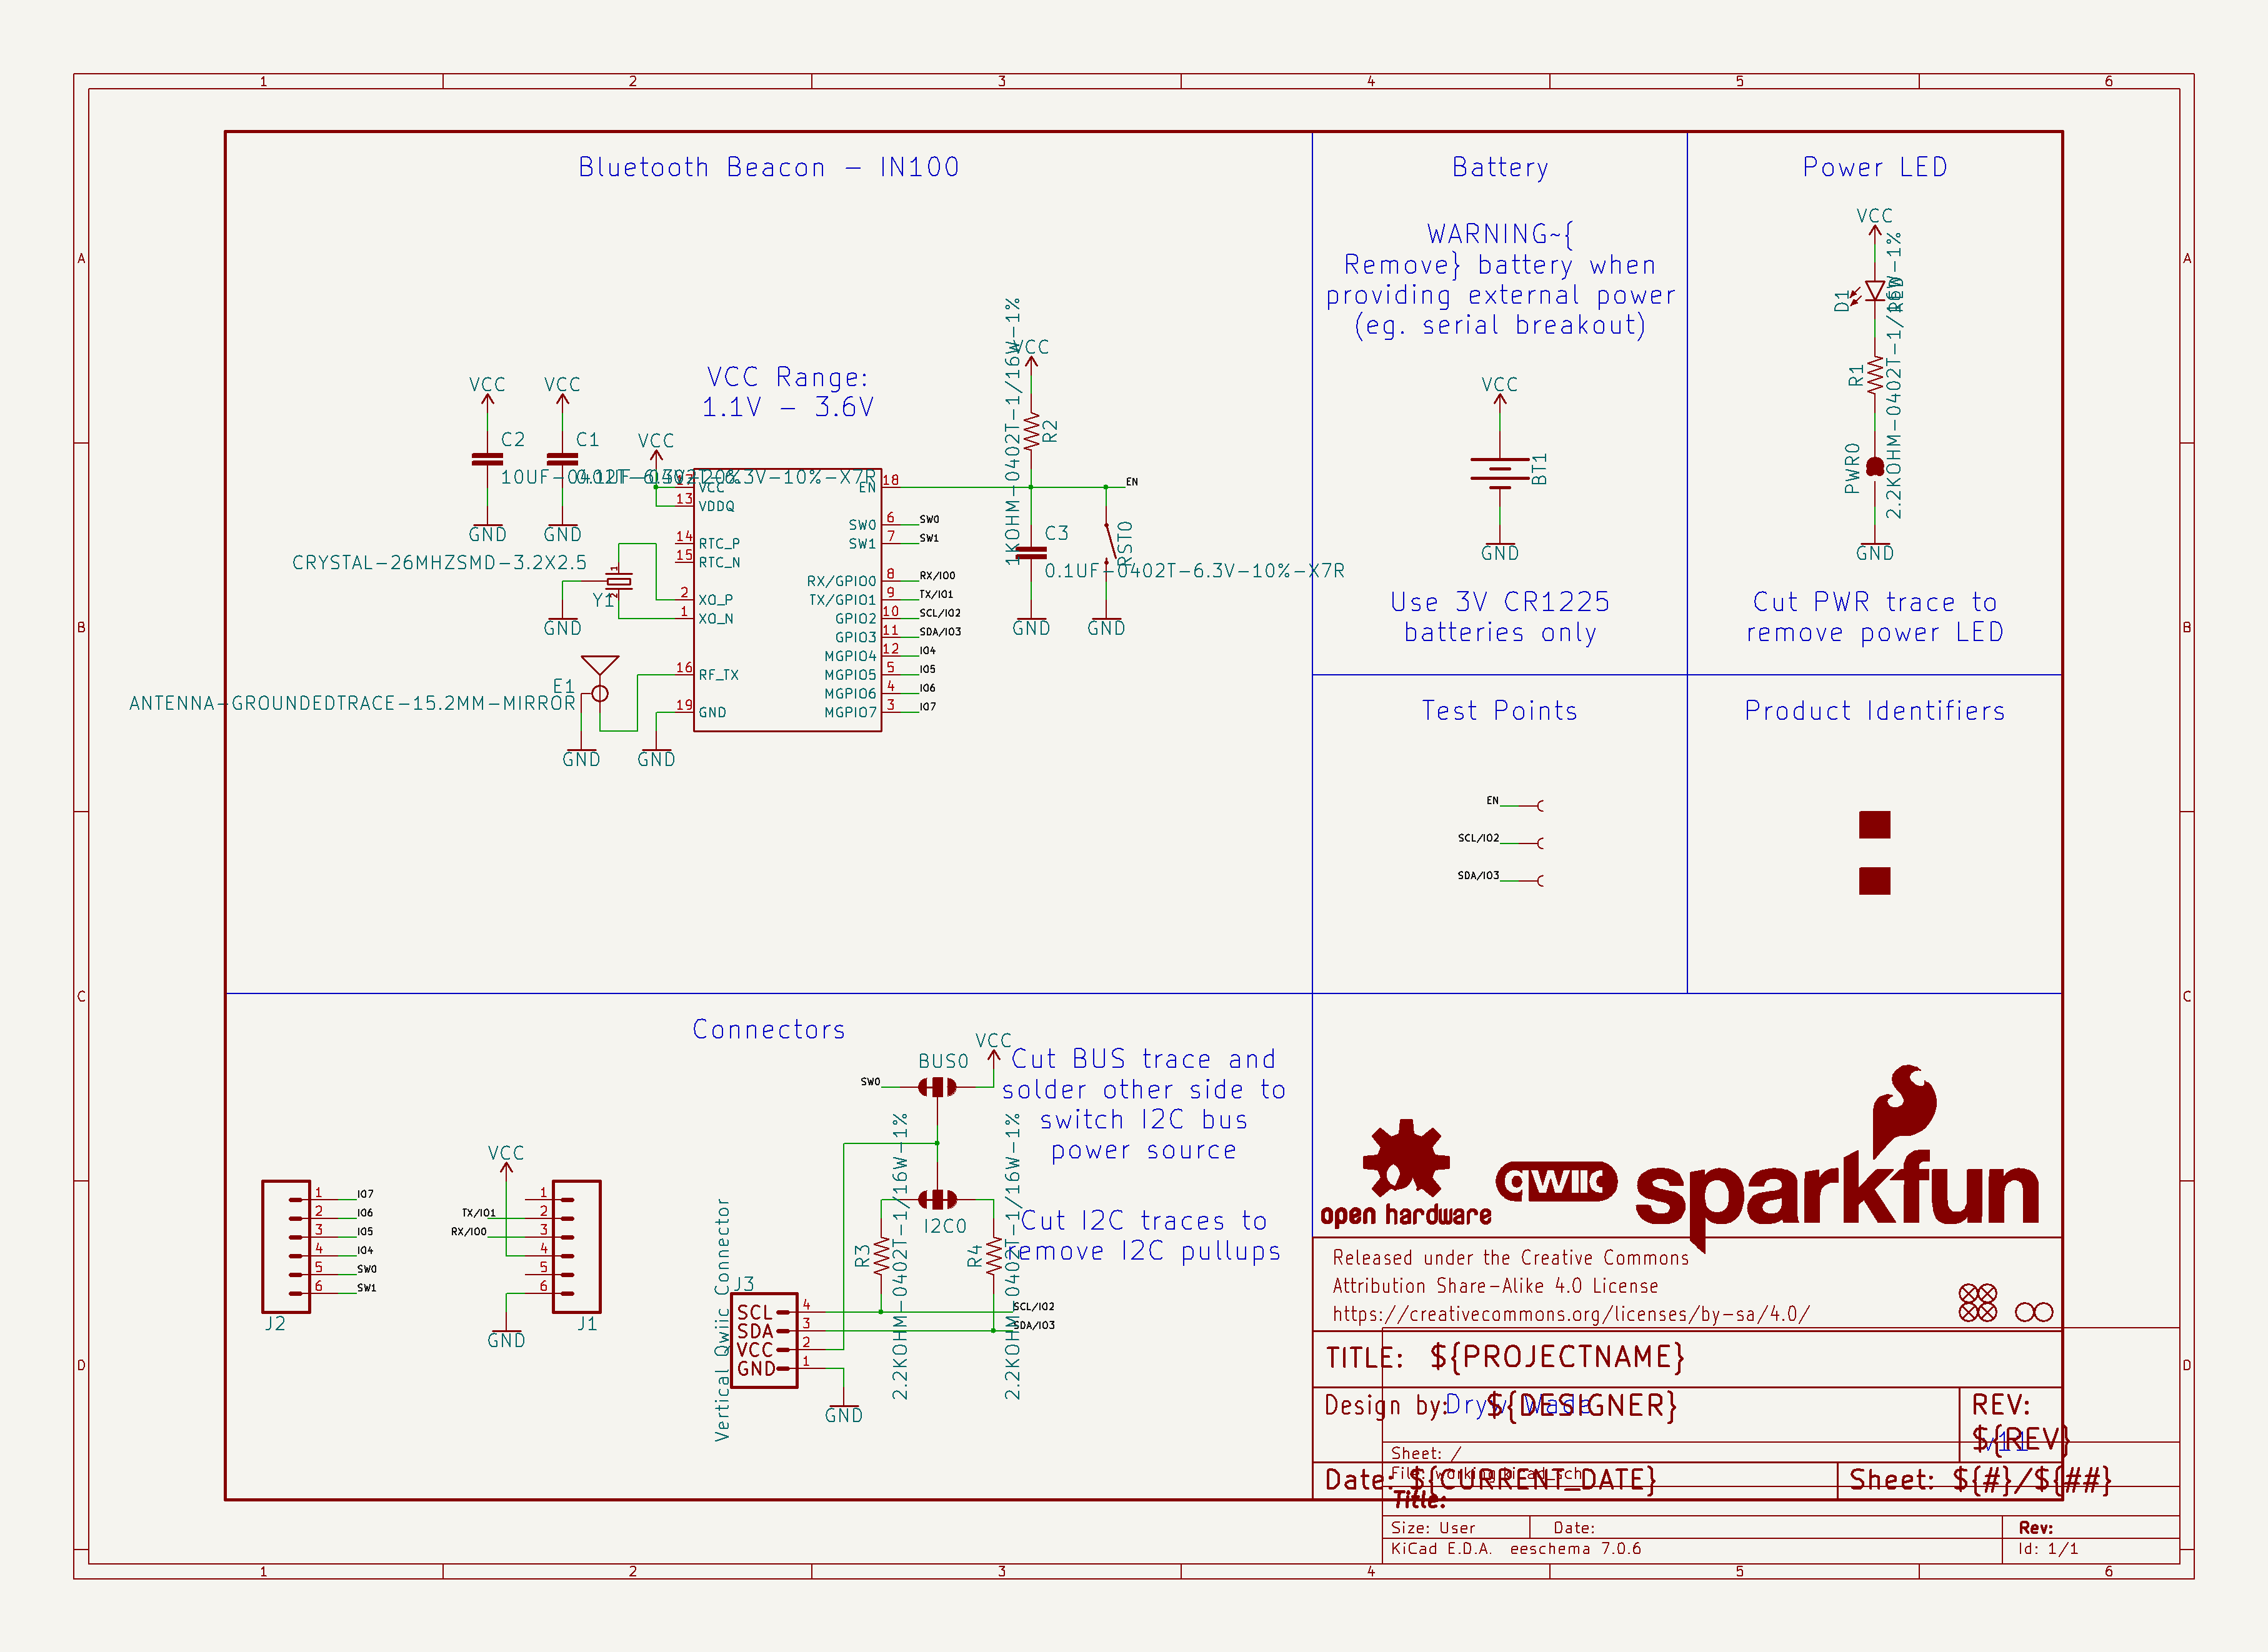 1 2 3 4 5 6
A
B
C
D
A
B
C
D
1 2 3 4 5 6
Bluetooth Beacon - IN100
VCC Range:
1.1V - 3.6V
VCC
C2
10UF-0402T-6.3V-20%
GND
VCC
C1
0.1UF-0402T-6.3V-10%-X7R
GND
VCC
17 VCC
13 VDDQ
14 RTC_P
15 RTC_N
2 XO_P
1 XO_N
16 RF_TX
19 GND
EN 18
SW0 6 SW0
SW1 7 SW1
RX/GPIO0 8 RX/IO0
TX/GPIO1 9 TX/IO1
GPIO2 10 SCL/IO2
GPIO3 11 SDA/IO3
MGPIO4 12 IO4
MGPIO5 5 IO5
MGPIO6 4 IO6
MGPIO7 3 IO7
CRYSTAL-26MHZSMD-3.2X2.5
1
2
Y1
GND
E1
ANTENNA-GROUNDEDTRACE-15.2MM-MIRROR
GND
GND
VCC
R2
1KOHM-0402T-1/16W-1%
EN
C3
0.1UF-0402T-6.3V-10%-X7R
RST0
GND
GND
Battery
WARNING~{
Remove} battery when
providing external power
(eg. serial breakout)
VCC
BT1
GND
Use 3V CR1225
batteries only
Power LED
VCC
D1
RED
R1
2.2KOHM-0402T-1/16W-1%
PWR0
GND
Cut PWR trace to
remove power LED
Test Points
EN
SCL/IO2
SDA/IO3
Product Identifiers
Connectors
1 IO7
2 IO6
3 IO5
4 IO4
5 SW0
6 SW1
J2
VCC
1
TX/IO1 2
RX/IO0 3
4
5
6
GND
J1
BUS0
VCC
SW0
Cut BUS trace and
solder other side to
switch I2C bus
power source
I2C0
Cut I2C traces to
remove I2C pullups
R3
2.2KOHM-0402T-1/16W-1%
R4
2.2KOHM-0402T-1/16W-1%
Vertical Qwiic Connector
J3
SCL 4
SDA 3
VCC 2
GND 1
SCL/IO2
SDA/IO3
GND
open hardware
qwiic
sparkfun
Released under the Creative Commons
Attribution Share-Alike 4.0 License
https://creativecommons.org/licenses/by-sa/4.0/
TITLE: ${PROJECTNAME}
Design by: ${DESIGNER}
Dryw Wade
REV:
${REV}
v11
Date: ${CURRENT_DATE}
Sheet: ${#}/${##}
Sheet: /
File: working.kicad_sch
Title:
Size: User Date: Rev:
KiCad E.D.A. eeschema 7.0.6 Id: 1/1